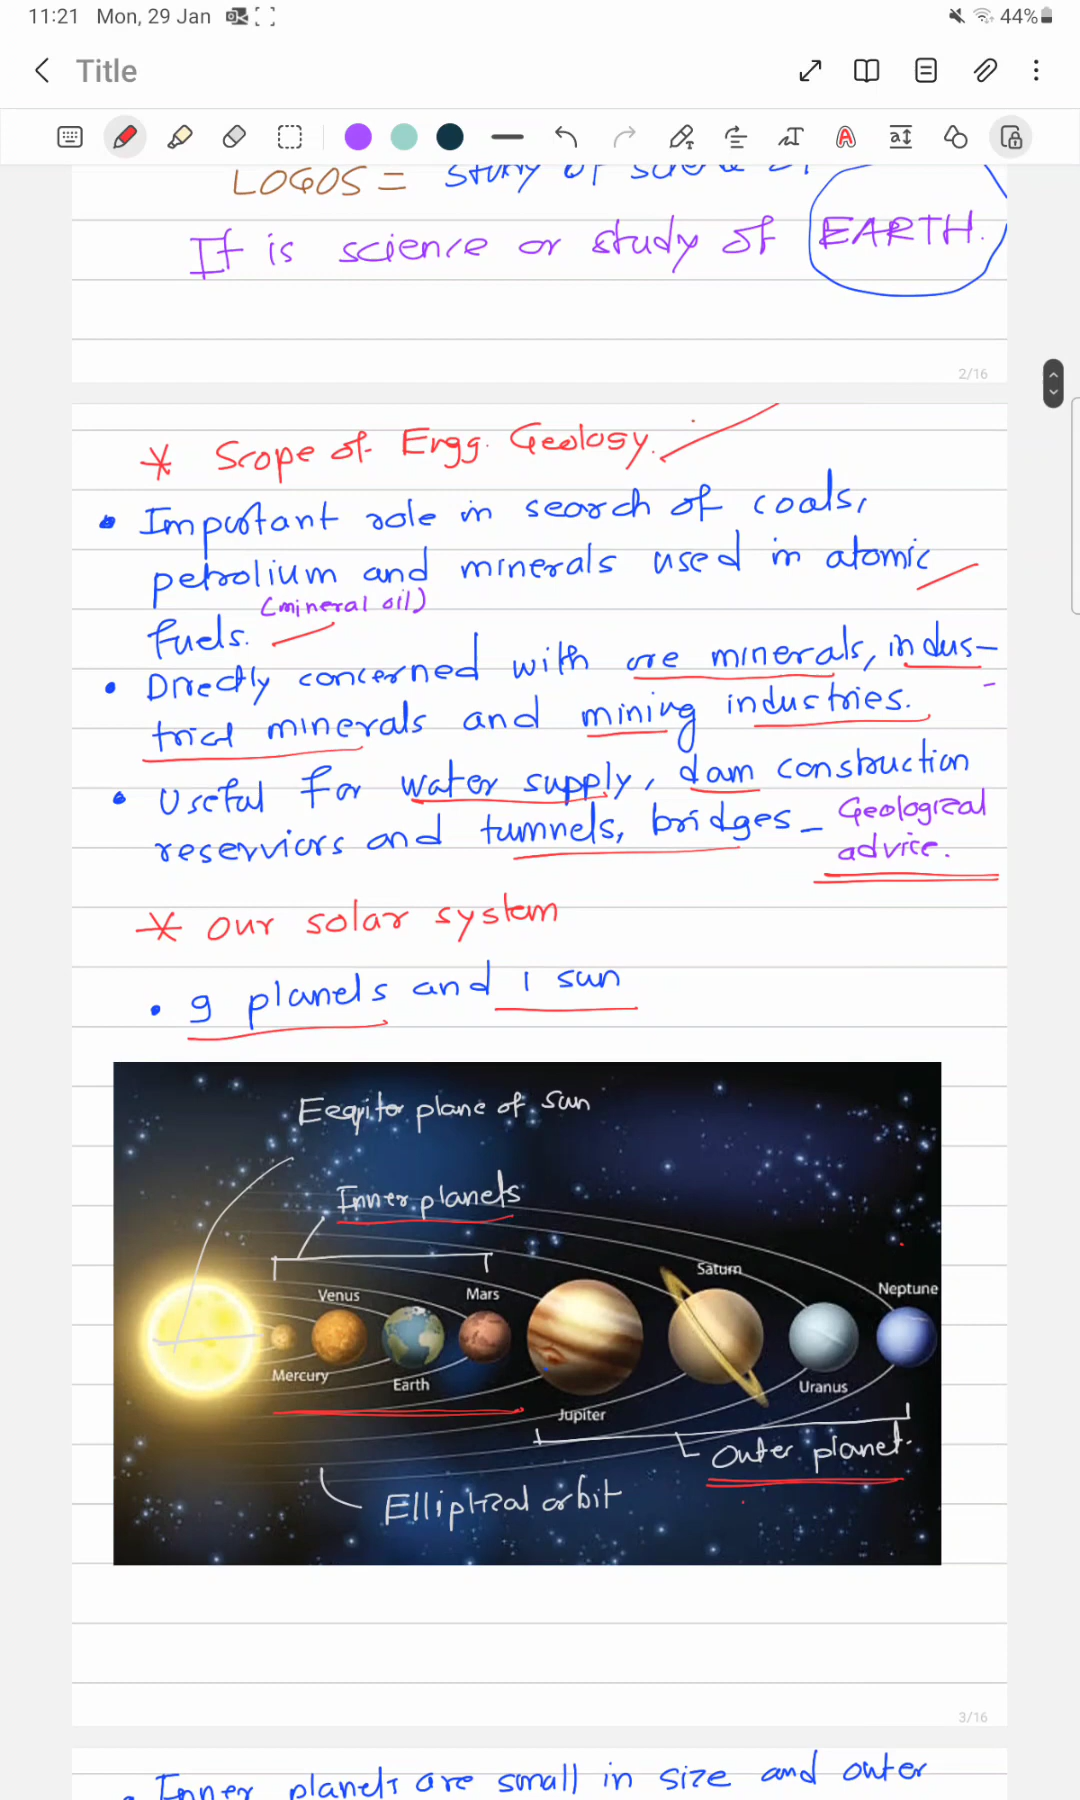 11:21 Mon, 29 Jan
44%
Title
LOGOS = study of
It is science or study of EARTH.
2/16
* Scope of Engg. Geology.
• Important role in search of coals,
petrolium and minerals used in atomic
(mineral oil)
fuels.
• Directly concerned with ore minerals, indus-
trial minerals and mining industries.
• Useful for water supply, dam construction
reserviors and tumnels, bridges - Geological
advice.
* our solar system
• 9 planets and 1 sun
Eeqitor plane of sun
Inner planets
Saturn
Neptune
Venus
Mars
Mercury
Earth
Uranus
Jupiter
outer planet.
Elliptical orbit
3/16
• Inner planets are small in size and outer